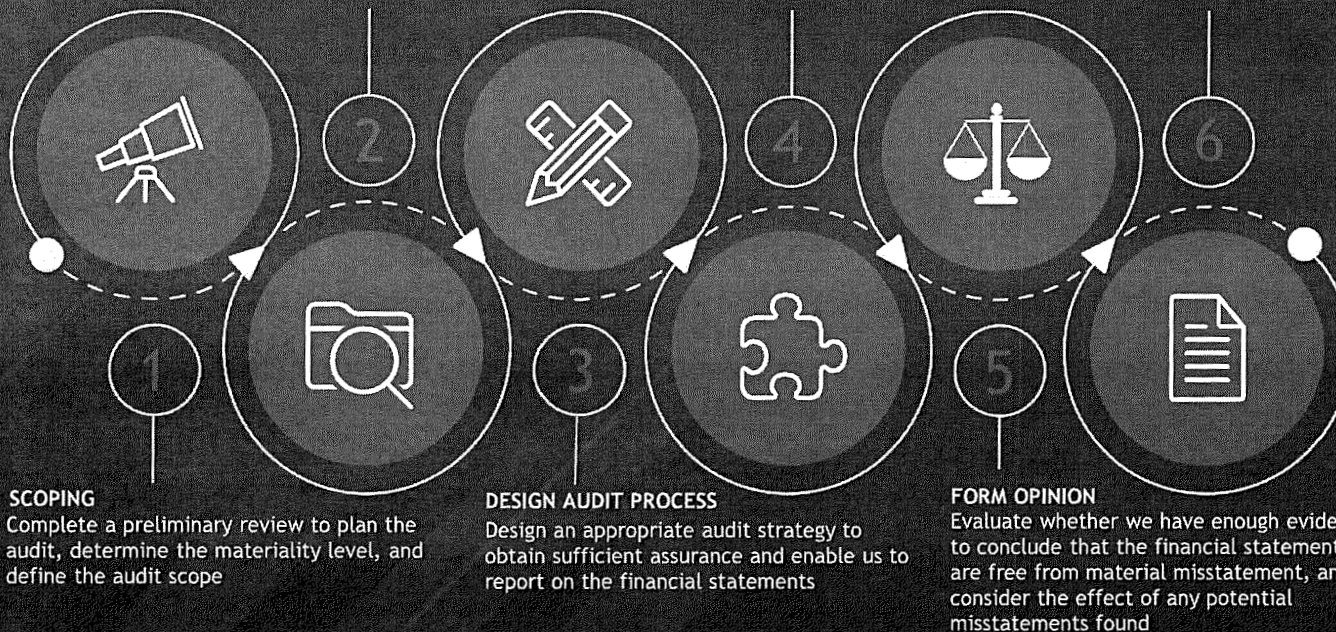 2
4
6
1
3
5
SCOPING
Complete a preliminary review to plan the
audit, determine the materiality level, and
define the audit scope
DESIGN AUDIT PROCESS
Design an appropriate audit strategy to
obtain sufficient assurance and enable us to
report on the financial statements
FORM OPINION
Evaluate whether we have enough evide
to conclude that the financial statement
are free from material misstatement, an
consider the effect of any potential
misstatements found